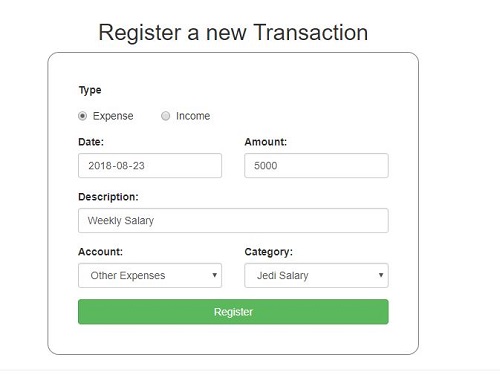 Register a new Transaction
Type
Expense Income
Date: Amount:
2018-08-23 5000
Description:
Weekly Salary
Account: Category:
Other Expenses Jedi Salary
Register